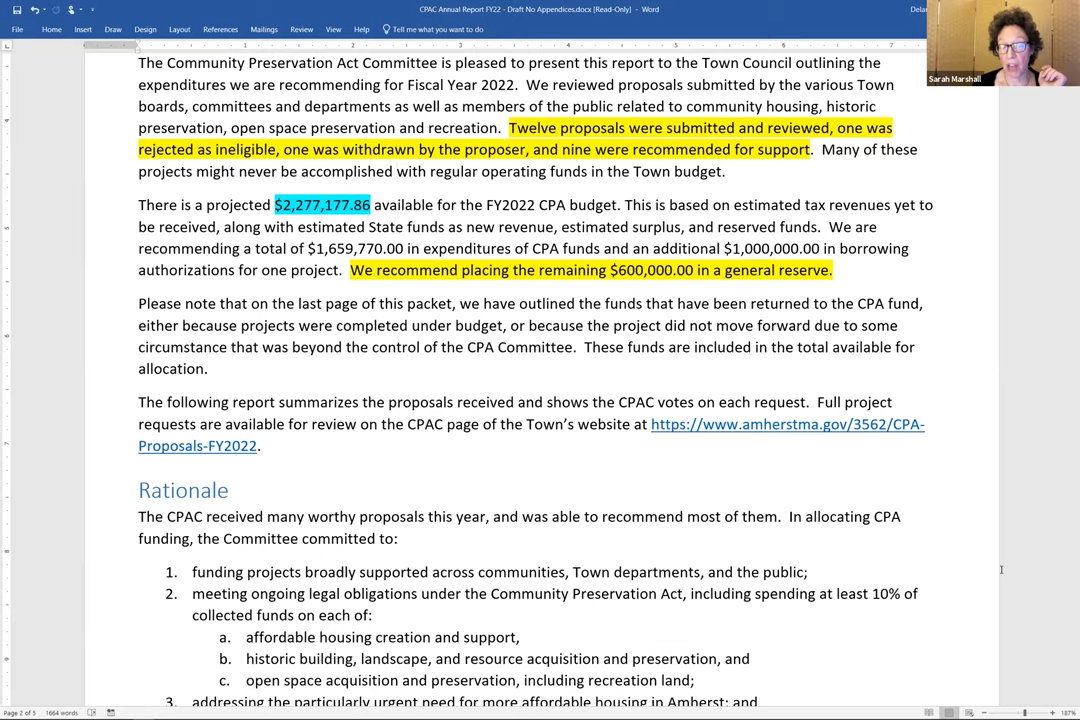 CPAC Annual Report FY22 - Draft No Appendices.docx [Read-Only] - Word
File Home Insert Draw Design Layout References Mailings Review View Help Tell me what you want to do
Sarah Marshall
The Community Preservation Act Committee is pleased to present this report to the Town Council outlining the
expenditures we are recommending for Fiscal Year 2022. We reviewed proposals submitted by the various Town
boards, committees and departments as well as members of the public related to community housing, historic
preservation, open space preservation and recreation. Twelve proposals were submitted and reviewed, one was
rejected as ineligible, one was withdrawn by the proposer, and nine were recommended for support. Many of these
projects might never be accomplished with regular operating funds in the Town budget.
There is a projected $2,277,177.86 available for the FY2022 CPA budget. This is based on estimated tax revenues yet to
be received, along with estimated State funds as new revenue, estimated surplus, and reserved funds. We are
recommending a total of $1,659,770.00 in expenditures of CPA funds and an additional $1,000,000.00 in borrowing
authorizations for one project. We recommend placing the remaining $600,000.00 in a general reserve.
Please note that on the last page of this packet, we have outlined the funds that have been returned to the CPA fund,
either because projects were completed under budget, or because the project did not move forward due to some
circumstance that was beyond the control of the CPA Committee. These funds are included in the total available for
allocation.
The following report summarizes the proposals received and shows the CPAC votes on each request. Full project
requests are available for review on the CPAC page of the Town's website at https://www.amherstma.gov/3562/CPA-
Proposals-FY2022.
Rationale
The CPAC received many worthy proposals this year, and was able to recommend most of them. In allocating CPA
funding, the Committee committed to:
1. funding projects broadly supported across communities, Town departments, and the public;
2. meeting ongoing legal obligations under the Community Preservation Act, including spending at least 10% of
collected funds on each of:
a. affordable housing creation and support,
b. historic building, landscape, and resource acquisition and preservation, and
c. open space acquisition and preservation, including recreation land;
3. addressing the particularly urgent need for more affordable housing in Amherst; and
Page 2 of 5 1664 words 187%